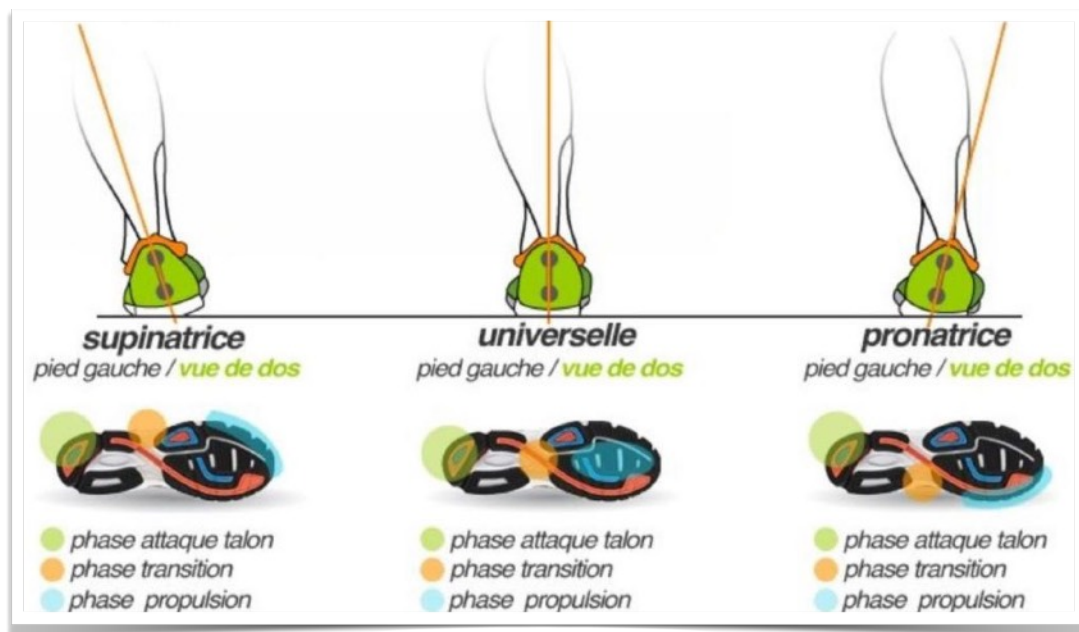 supinatrice
pied gauche / vue de dos
phase attaque talon
phase transition
phase propulsion
universelle
pied gauche / vue de dos
phase attaque talon
phase transition
phase propulsion
pronatrice
pied gauche / vue de dos
phase attaque talon
phase transition
phase propulsion